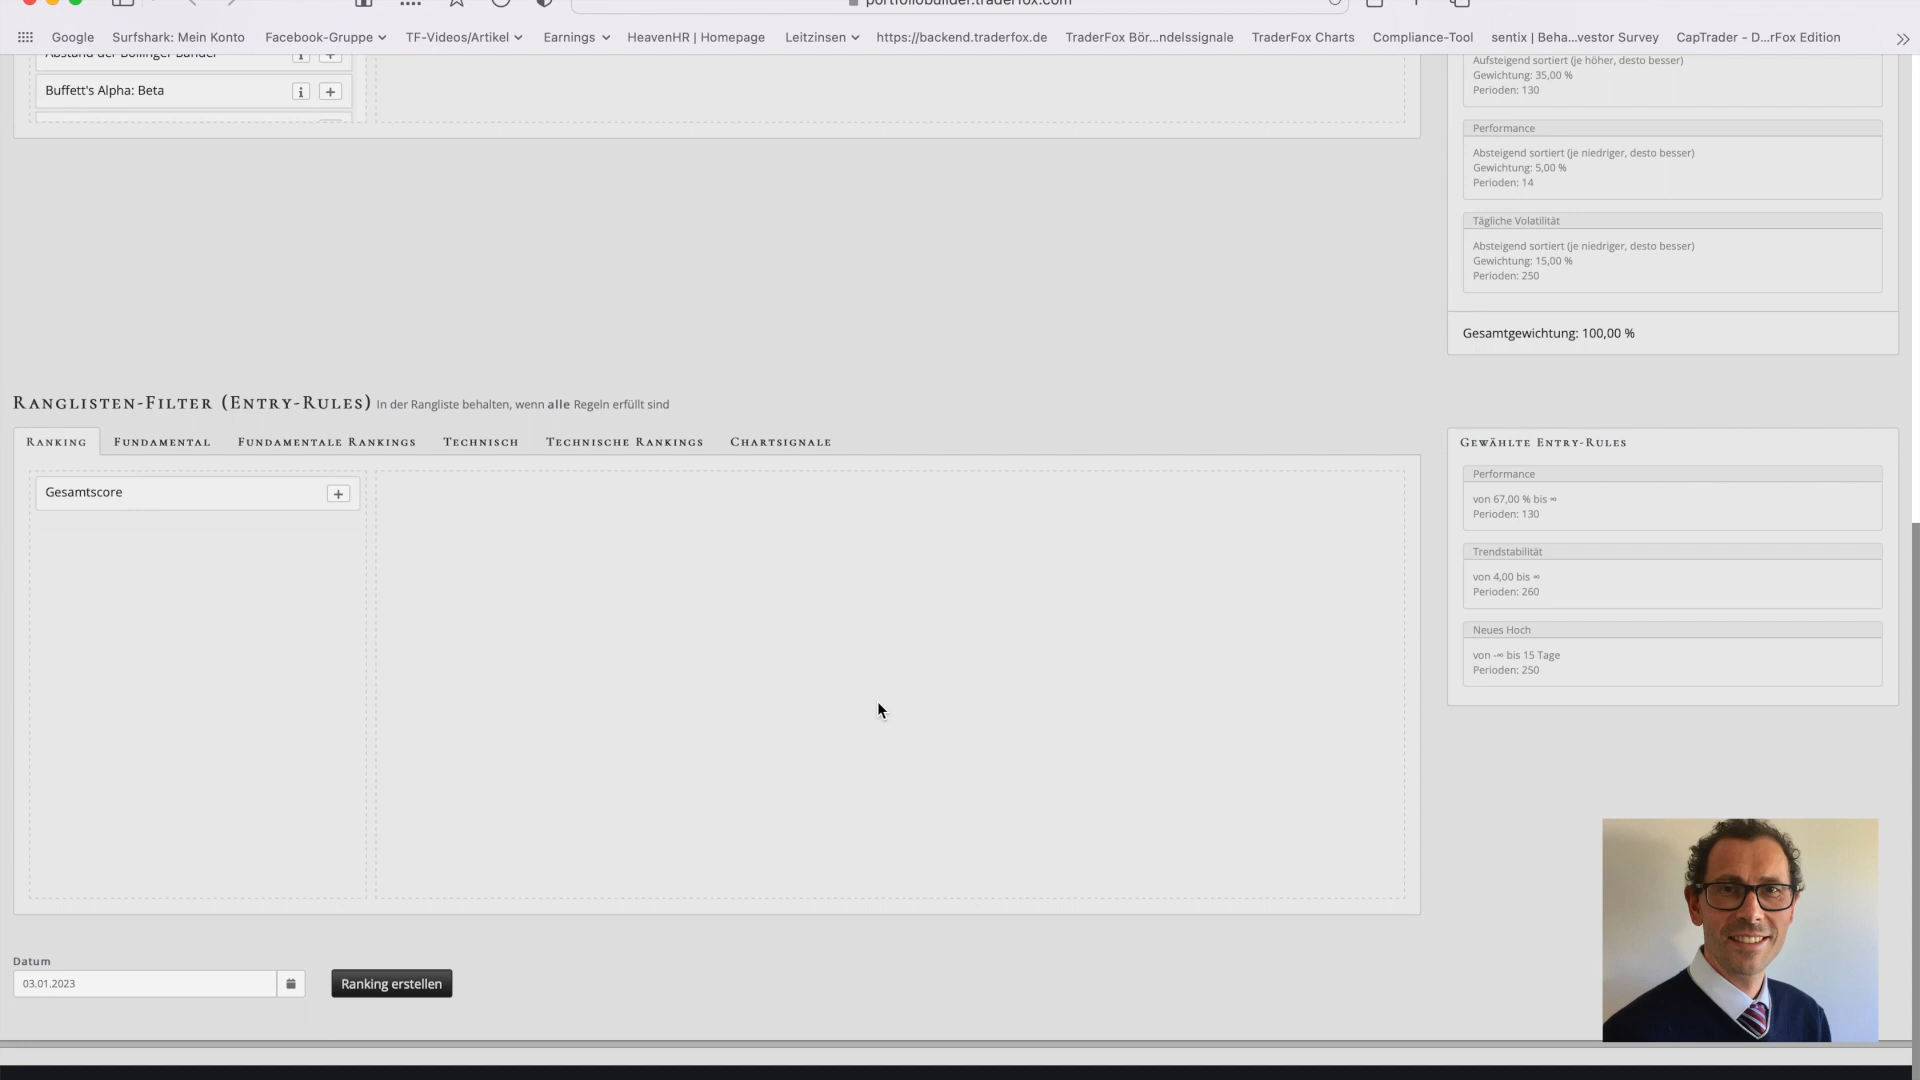 portfoliobuilder.traderfox.com
Google Surfshark: Mein Konto Facebook-Gruppe TF-Videos/Artikel Earnings HeavenHR | Homepage Leitzinsen https://backend.traderfox.de TraderFox Bör...ndelssignale TraderFox Charts Compliance-Tool sentix | Beha...vestor Survey CapTrader - D...rFox Edition
Abstand der Bollinger Bänder
Buffett's Alpha: Beta
Aufsteigend sortiert (je höher, desto besser)
Gewichtung: 35,00 %
Perioden: 130
Performance
Absteigend sortiert (je niedriger, desto besser)
Gewichtung: 5,00 %
Perioden: 14
Tägliche Volatilität
Absteigend sortiert (je niedriger, desto besser)
Gewichtung: 15,00 %
Perioden: 250
Gesamtgewichtung: 100,00 %
Ranglisten-Filter (Entry-Rules) In der Rangliste behalten, wenn alle Regeln erfüllt sind
Ranking Fundamental Fundamentale Rankings Technisch Technische Rankings Chartsignale
Gesamtscore
Gewählte Entry-Rules
Performance
von 67,00 % bis ∞
Perioden: 130
Trendstabilität
von 4,00 bis ∞
Perioden: 260
Neues Hoch
von -∞ bis 15 Tage
Perioden: 250
Datum
03.01.2023
Ranking erstellen